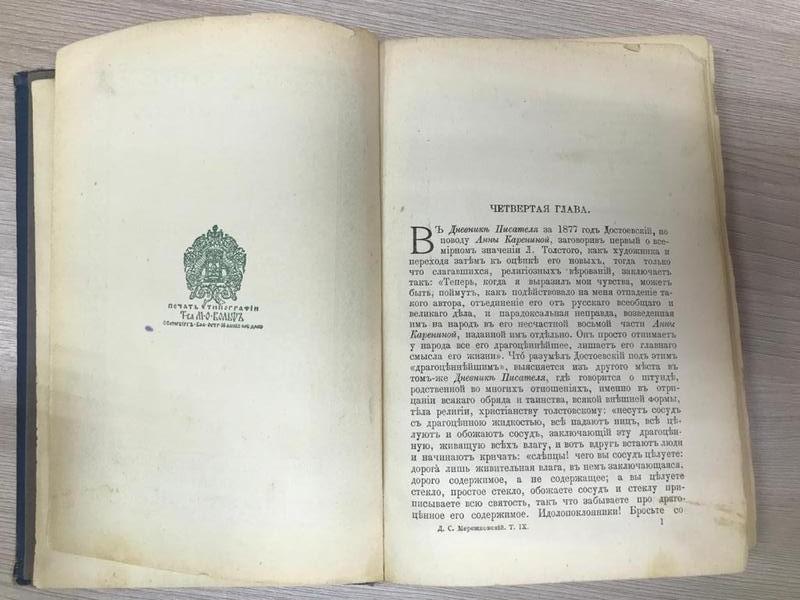 ПЕЧАТЬ ТИПОГРАФІИ
Т-ва М·О·ВОЛЬФЪ
ЧЕТВЕРТАЯ ГЛАВА.
ВЪ Дневникѣ Писателя за 1877 годъ Достоевскій, по
поводу Анны Карениной, заговоривъ первый о все-
мірномъ значеніи Л. Толстого, какъ художника и
переходя затѣмъ къ оцѣнкѣ его новыхъ, тогда только
что слагавшихся, религіозныхъ вѣрованій, заключаетъ
такъ: «Теперь, когда я выразилъ мои чувства, можетъ
быть, поймутъ, какъ подѣйствовало на меня отпаденіе та-
кого автора, отъединеніе его отъ русскаго всеобщаго и
великаго дѣла, и парадоксальная неправда, возведенная
имъ на народъ въ его несчастной восьмой части Анны
Карениной, изданной имъ отдѣльно. Онъ просто отнимаетъ
у народа все его драгоцѣннѣйшее, лишаетъ его главнаго
смысла его жизни». Что́ разумѣлъ Достоевскій подъ этимъ
«драгоцѣннѣйшимъ», выясняется изъ другого мѣста въ
томъ-же Дневникѣ Писателя, гдѣ говорится о штундѣ,
родственной во многихъ отношеніяхъ, именно въ отри-
цаніи всякаго обряда и таинства, всякой внѣшней формы,
тѣла религіи, христіанству толстовскому: «несутъ сосудъ
съ драгоцѣнною жидкостью, всѣ падаютъ ницъ, всѣ цѣ-
луютъ и обожаютъ сосудъ, заключающій эту драгоцѣн-
ную, живящую всѣхъ влагу, и вотъ вдругъ встаютъ люди
и начинаютъ кричать: «слѣпцы! чего вы сосудъ цѣлуете:
дорога́ лишь живительная влага, въ немъ заключающаяся,
дорого содержимое, а не содержащее; а вы цѣлуете
стекло, простое стекло, обожаете сосудъ и стеклу при-
писываете всю святость, такъ что забываете про драго-
цѣнное его содержимое. Идолопоклонники! Бросьте со
Д. С. Мережковскій. Т. IX.
1